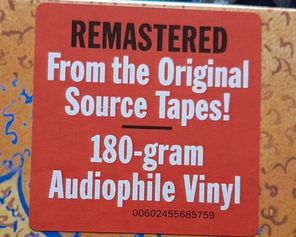 REMASTERED
From the Original
Source Tapes!
180-gram
Audiophile Vinyl
00602455685759